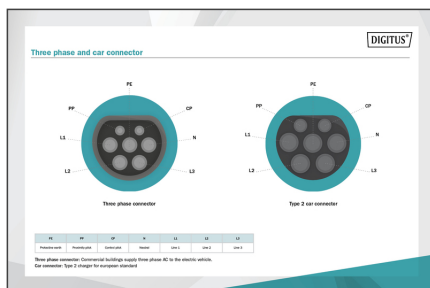 DIGITUS®
Three phase and car connector
PE
PP
CP
L1
N
L2
L3
Three phase connector
PE
PP
CP
L1
N
L2
L3
Type 2 car connector
PE PP CP N L1 L2 L3
Protective earth Proximity pilot Control pilot Neutral Line 1 Line 2 Line 3
Three phase connector: Commercial buildings supply three phase AC to the electric vehicle.
Car connector: Type 2 charger for european standard